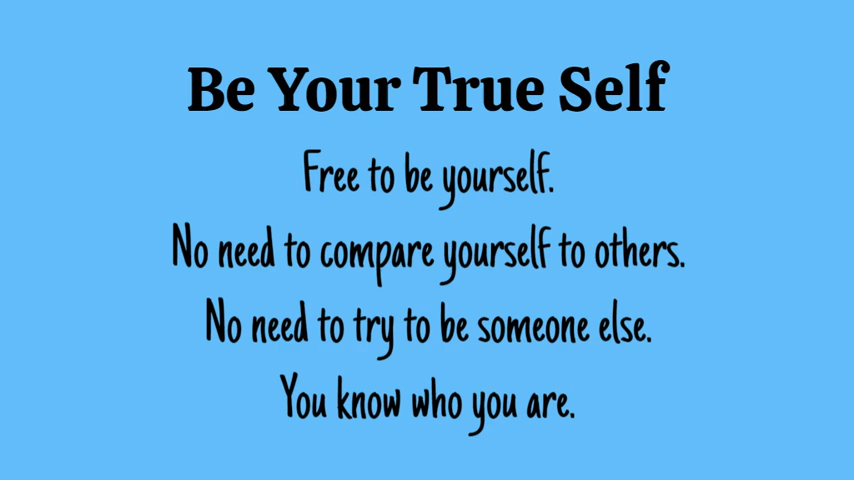 Be Your True Self
Free to be yourself.
No need to compare yourself to others.
No need to try to be someone else.
You know who you are.